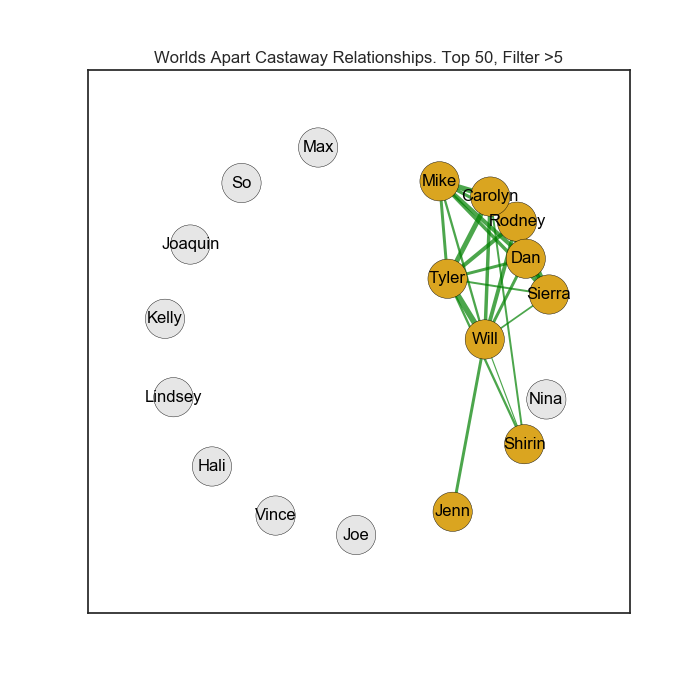 Worlds Apart Castaway Relationships. Top 50, Filter >5
Max
Mike
So
Carolyn
Rodney
Joaquin
Dan
Tyler
Sierra
Kelly
Will
Lindsey
Nina
Shirin
Hali
Jenn
Vince
Joe